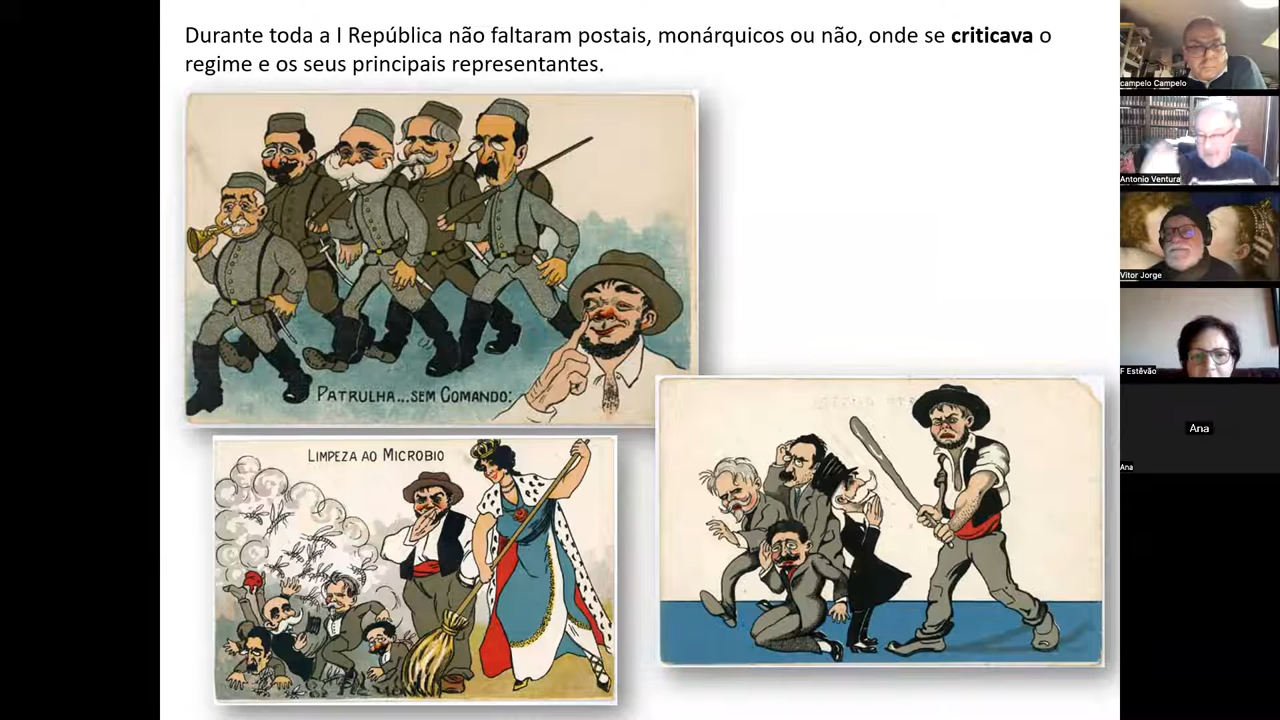 Durante toda a I República não faltaram postais, monárquicos ou não, onde se criticava o
regime e os seus principais representantes.
PATRULHA...SEM COMANDO:
LIMPEZA AO MICROBIO
campelo Campelo
Antonio Ventura
Vitor Jorge
F Estêvão
Ana
Ana